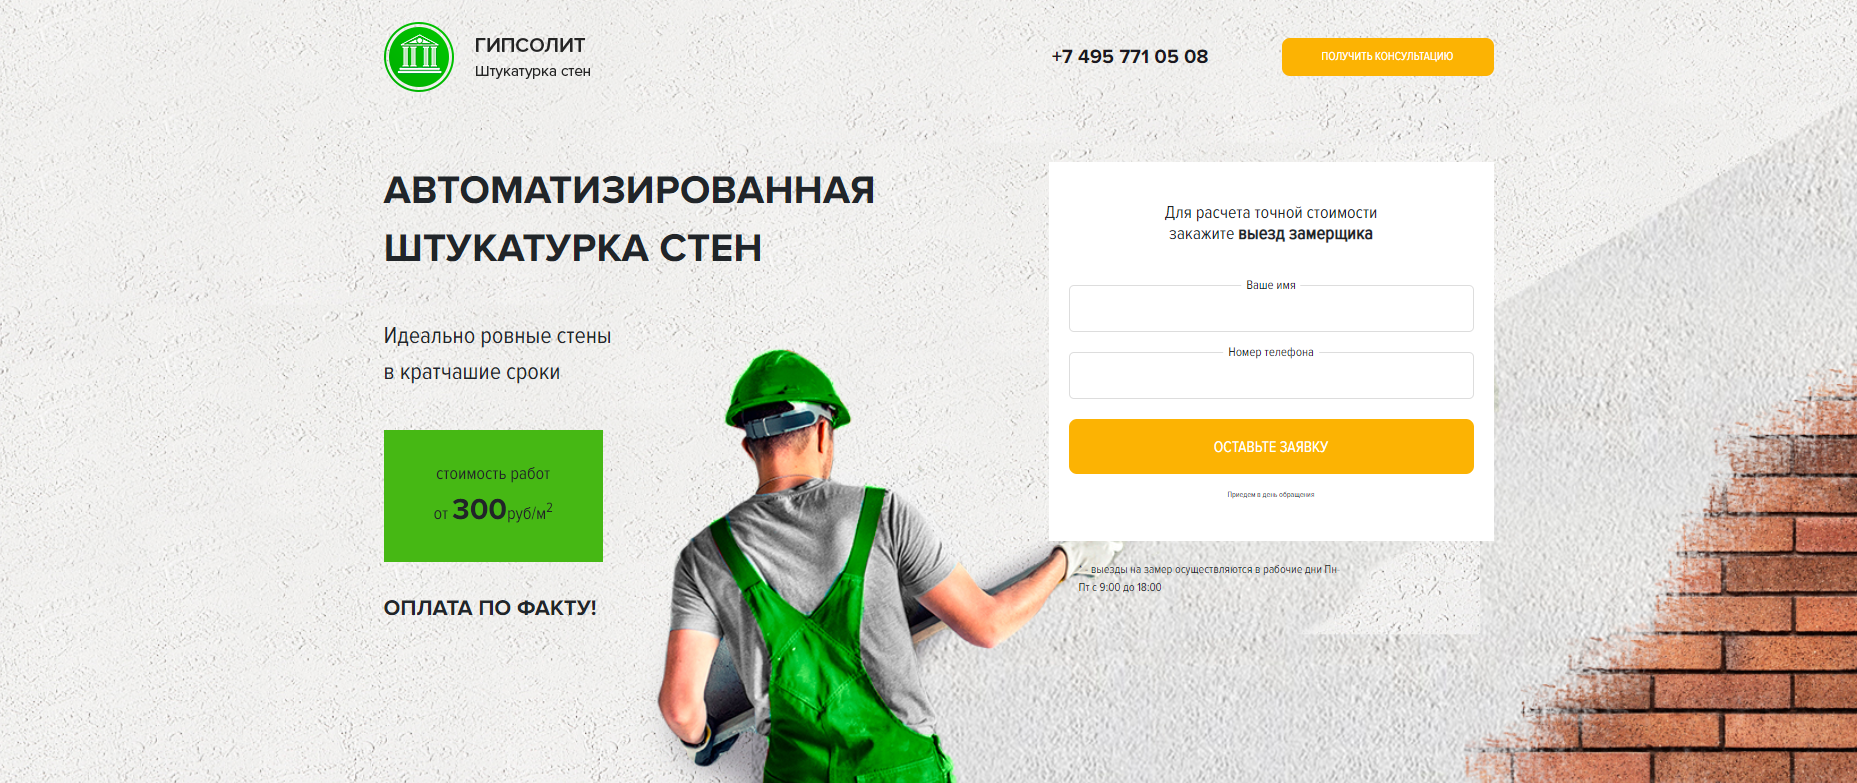 ГИПСОЛИТ
Штукатурка стен
+7 495 771 05 08
ПОЛУЧИТЬ КОНСУЛЬТАЦИЮ
АВТОМАТИЗИРОВАННАЯ
ШТУКАТУРКА СТЕН
Идеально ровные стены
в кратчашие сроки
стоимость работ
от 300руб/м²
ОПЛАТА ПО ФАКТУ!
Для расчета точной стоимости
закажите выезд замерщика
Ваше имя
Номер телефона
ОСТАВЬТЕ ЗАЯВКУ
Приедем в день обращения
— выезды на замер осуществляются в рабочие дни Пн
Пт с 9:00 до 18:00